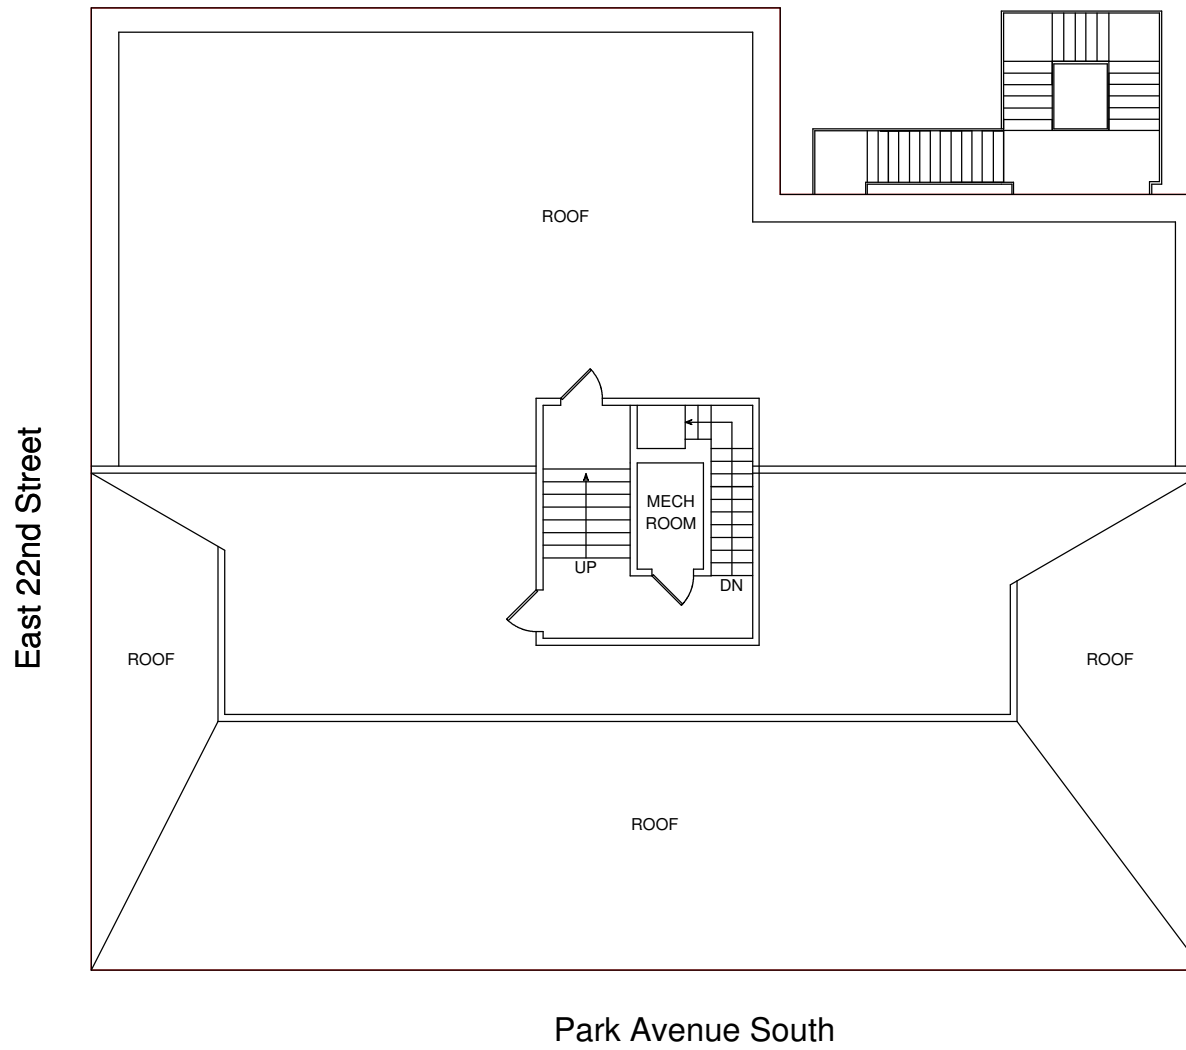 ROOF
MECH
ROOM
UP
DN
East 22nd Street
ROOF
ROOF
ROOF
Park Avenue South